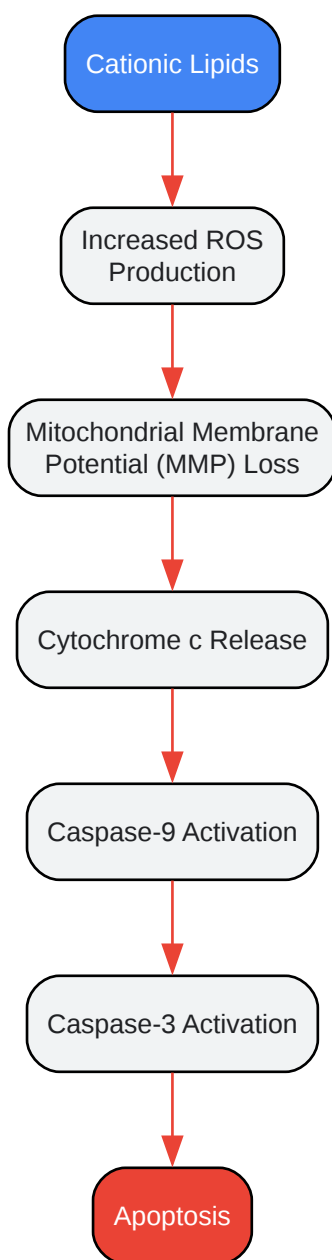 Cationic Lipids
Increased ROS
Production
Mitochondrial Membrane
Potential (MMP) Loss
Cytochrome c Release
Caspase-9 Activation
Caspase-3 Activation
Apoptosis